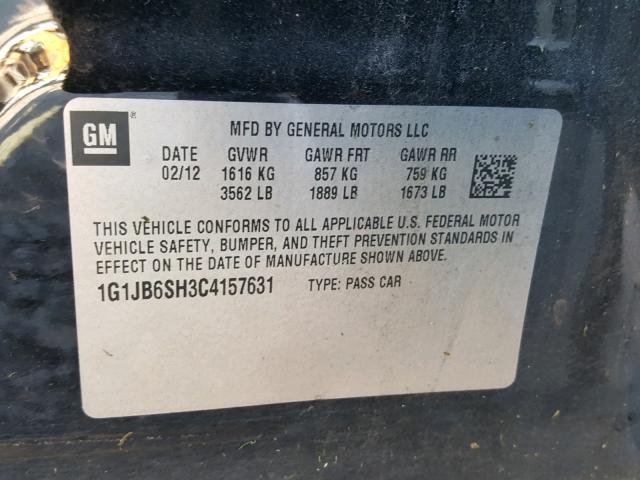 GM ®
MFD BY GENERAL MOTORS LLC
DATE GVWR GAWR FRT GAWR RR
02/12 1616 KG 857 KG 759 KG
3562 LB 1889 LB 1673 LB
THIS VEHICLE CONFORMS TO ALL APPLICABLE U.S. FEDERAL MOTOR
VEHICLE SAFETY, BUMPER, AND THEFT PREVENTION STANDARDS IN
EFFECT ON THE DATE OF MANUFACTURE SHOWN ABOVE.
1G1JB6SH3C4157631 TYPE: PASS CAR